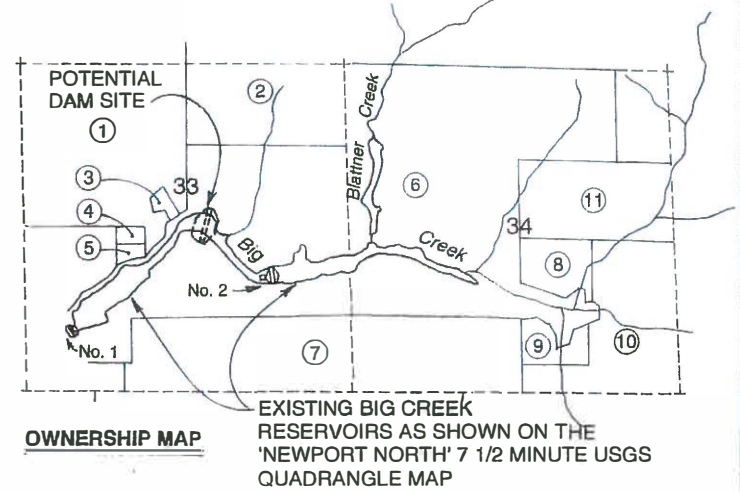 POTENTIAL
DAM SITE
①
②
③
33
④
⑤
Blattner
Creek
⑥
34
⑪
Big
Creek
⑧
No. 2
No. 1
⑦
⑨
⑩
EXISTING BIG CREEK
RESERVOIRS AS SHOWN ON THE
'NEWPORT NORTH' 7 1/2 MINUTE USGS
QUADRANGLE MAP
OWNERSHIP MAP